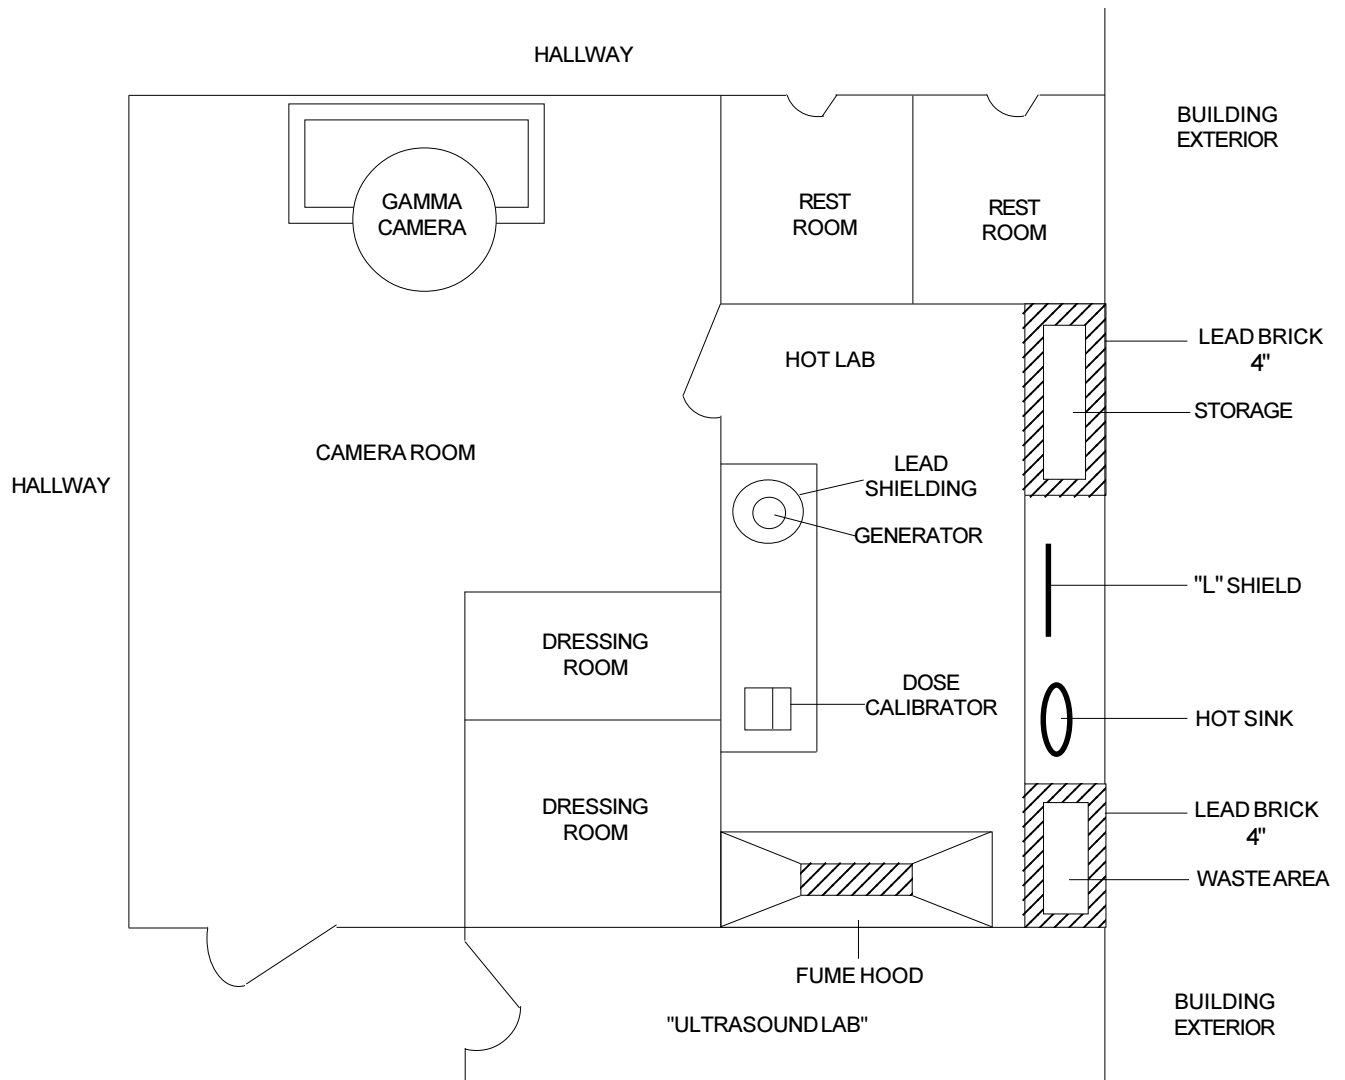 HALLWAY
BUILDING
EXTERIOR
GAMMA
CAMERA
REST
ROOM
REST
ROOM
LEAD BRICK
4"
HOT LAB
STORAGE
CAMERA ROOM
LEAD
SHIELDING
HALLWAY
GENERATOR
"L" SHIELD
DRESSING
ROOM
DOSE
CALIBRATOR
HOT SINK
DRESSING
ROOM
LEAD BRICK
4"
WASTE AREA
FUME HOOD
"ULTRASOUND LAB"
BUILDING
EXTERIOR